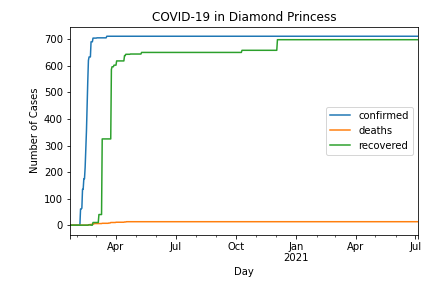 COVID-19 in Diamond Princess
Number of Cases
700
600
500
400
300
200
100
0
confirmed
deaths
recovered
Apr Jul Oct Jan Apr Jul
2021
Day